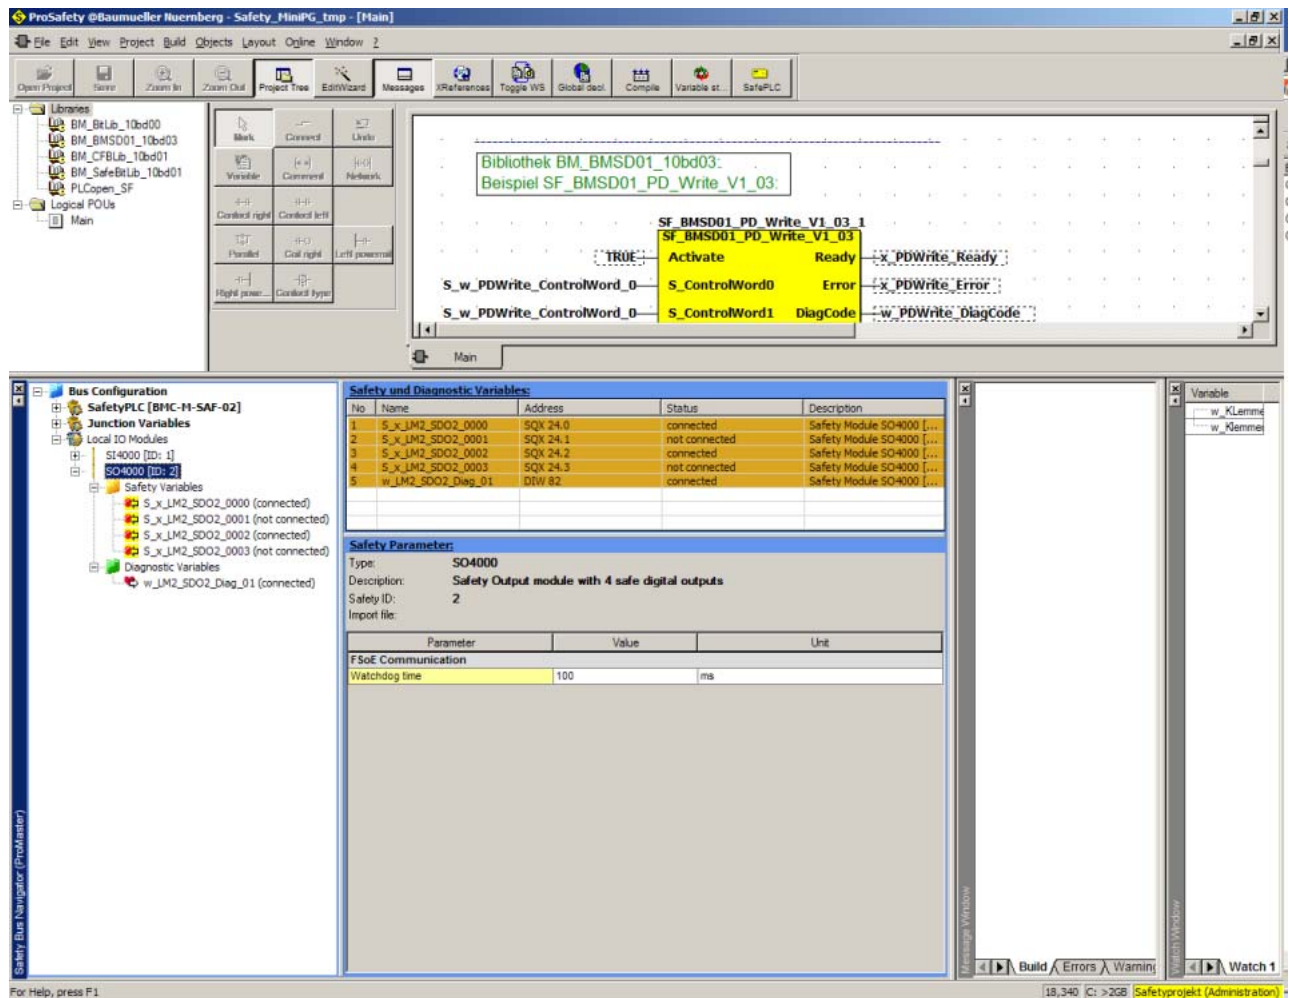 ProSafety @Baumueller Nuernberg - Safety_MiniPG_tmp - [Main]
File Edit View Project Build Objects Layout Online Window ?
Open Project Save Zoom In Zoom Out Project Tree EditWizard Messages XReferences Toggle WS Global decl. Compile Variable st... SafePLC
Libraries
BM_BitLib_10bd00
BM_BMSD01_10bd03
BM_CFBLib_10bd01
BM_SafeBitLib_10bd01
PLCopen_SF
Logical POUs
Main
Mark Connect Undo
Variable Comment Network
Contact right Contact left
Parallel Coil right Left powerrail
Right powe... Contact type
Bibliothek BM_BMSD01_10bd03:
Beispiel SF_BMSD01_PD_Write_V1_03:
SF_BMSD01_PD_Write_V1_03_1
SF_BMSD01_PD_Write_V1_03
TRUE Activate Ready x_PDWrite_Ready
S_w_PDWrite_ControlWord_0 S_ControlWord0 Error x_PDWrite_Error
S_w_PDWrite_ControlWord_0 S_ControlWord1 DiagCode w_PDWrite_DiagCode
Main
Bus Configuration
SafetyPLC [BMC-M-SAF-02]
Junction Variables
Local IO Modules
SI4000 [ID: 1]
SO4000 [ID: 2]
Safety Variables
S_x_LM2_SDO2_0000 (connected)
S_x_LM2_SDO2_0001 (not connected)
S_x_LM2_SDO2_0002 (connected)
S_x_LM2_SDO2_0003 (not connected)
Diagnostic Variables
w_LM2_SDO2_Diag_01 (connected)
Safety Bus Navigator (ProMaster)
Safety und Diagnostic Variables:
No Name Address Status Description
1 S_x_LM2_SDO2_0000 SQX 24.0 connected Safety Module SO4000 [...
2 S_x_LM2_SDO2_0001 SQX 24.1 not connected Safety Module SO4000 [...
3 S_x_LM2_SDO2_0002 SQX 24.2 connected Safety Module SO4000 [...
4 S_x_LM2_SDO2_0003 SQX 24.3 not connected Safety Module SO4000 [...
5 w_LM2_SDO2_Diag_01 DIW 82 connected Safety Module SO4000 [...
Safety Parameter:
Type: SO4000
Description: Safety Output module with 4 safe digital outputs
Safety ID: 2
Import file:
Parameter Value Unit
FSoE Communication
Watchdog time 100 ms
Message Window
Build Errors Warning
Variable
w_KLemme
w_Klemme
Watch Window
Watch 1
For Help, press F1
18,340 C: >2GB Safetyprojekt (Administration)